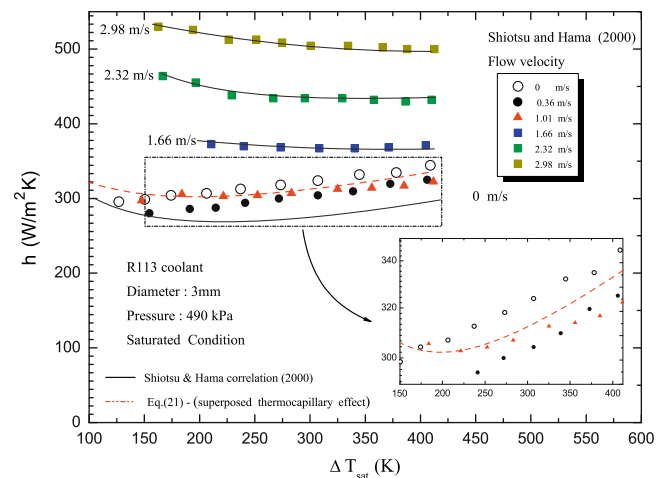 Shiotsu and Hama (2000)
Flow velocity
0 m/s
0.36 m/s
1.01 m/s
1.66 m/s
2.32 m/s
2.98 m/s
2.98 m/s
2.32 m/s
1.66 m/s
0 m/s
R113 coolant
Diameter : 3mm
Pressure : 490 kPa
Saturated Condition
Shiotsu & Hama correlation (2000)
Eq.(21) - (superposed thermocapillary effect)
h (W/m²K)
500
400
300
200
100
0
100 150 200 250 300 350 400 450 500 550 600
Δ T_sat (K)
340
320
300
150 200 250 300 350 400